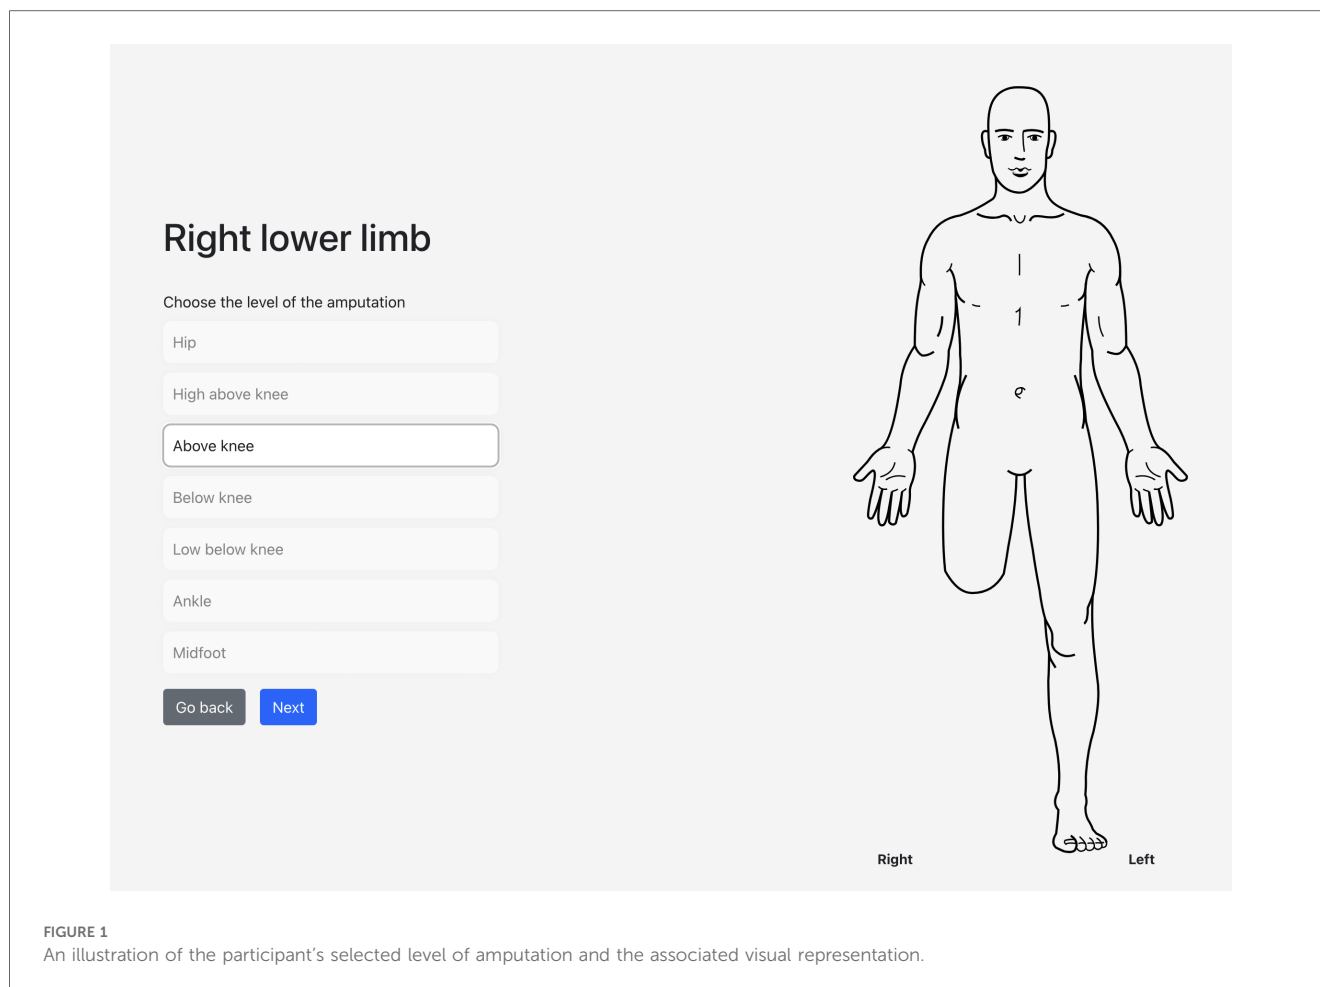 Right lower limb
Choose the level of the amputation
Hip
High above knee
Above knee
Below knee
Low below knee
Ankle
Midfoot
Go back
Next
Right
Left
FIGURE 1
An illustration of the participant’s selected level of amputation and the associated visual representation.